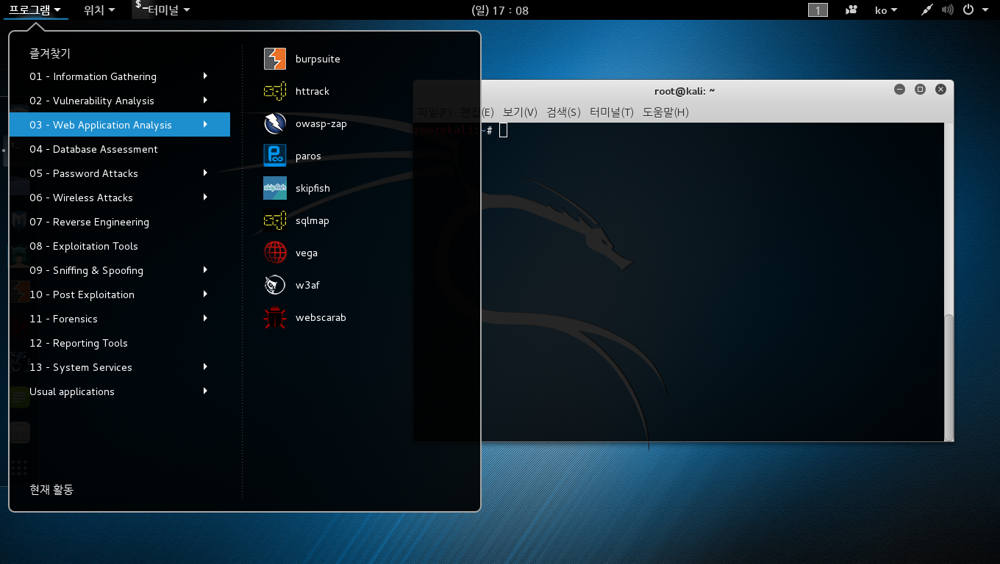 프로그램 위치 $_터미널 (일) 17 : 08 1 ko
즐겨찾기
01 - Information Gathering
02 - Vulnerability Analysis
03 - Web Application Analysis
04 - Database Assessment
05 - Password Attacks
06 - Wireless Attacks
07 - Reverse Engineering
08 - Exploitation Tools
09 - Sniffing & Spoofing
10 - Post Exploitation
11 - Forensics
12 - Reporting Tools
13 - System Services
Usual applications
현재 활동
burpsuite
httrack
owasp-zap
paros
skipfish
skipfish
sqlmap
vega
w3af
webscarab
root@kali: ~
파일(F) 편집(E) 보기(V) 검색(S) 터미널(T) 도움말(H)
root@kali:~#